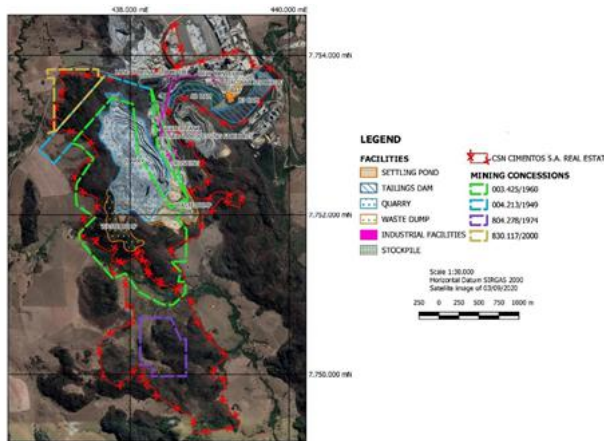 438.000 mE
440.000 mE
7.754.000 mN
7.752.000 mN
7.750.000 mN
LEGEND
FACILITIES
SETTLING POND
TAILINGS DAM
QUARRY
WASTE DUMP
INDUSTRIAL FACILITIES
STOCKPILE
CSN CIMENTOS S.A. REAL ESTAT
MINING CONCESSIONS
003.425/1960
004.213/1949
804.278/1974
830.117/2000
Scale 1:38.000
Horizontal Datum SIRGAS 2000
Satellite image of 03/09/2020
250 0 250 500 750 1000 m